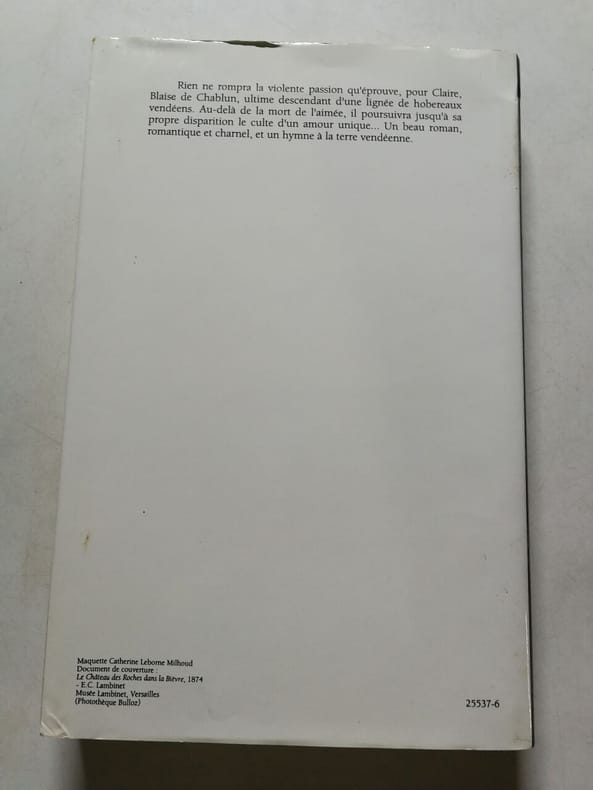 Rien ne rompra la violente passion qu'éprouve, pour Claire,
Blaise de Chablun, ultime descendant d'une lignée de hobereaux
vendéens. Au-delà de la mort de l'aimée, il poursuivra jusqu'à sa
propre disparition le culte d'un amour unique... Un beau roman,
romantique et charnel, et un hymne à la terre vendéenne.
Maquette Catherine Leborne Milhoud
Document de couverture :
Le Château des Roches dans la Bièvre, 1874
- E.C. Lambinet
Musée Lambinet, Versailles
(Photothèque Bulloz)
25537-6